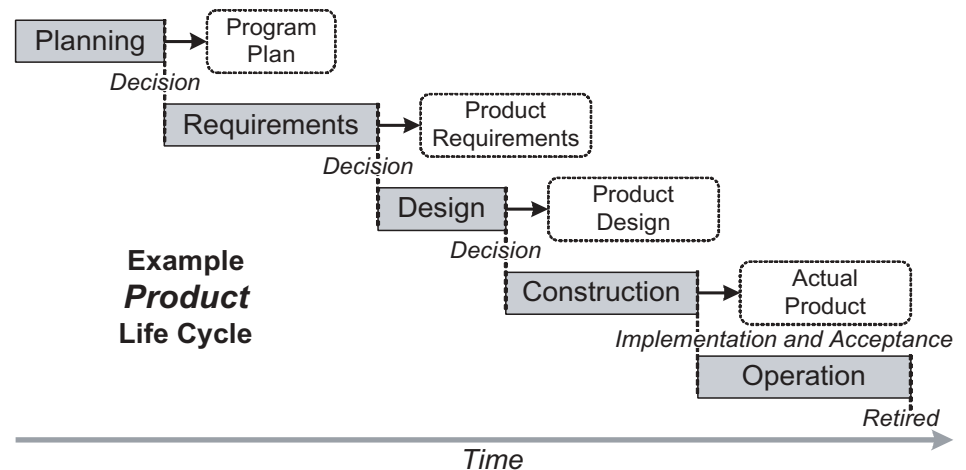 Planning
Program
Plan
Decision
Requirements
Product
Requirements
Decision
Design
Product
Design
Decision
Example
Product
Life Cycle
Construction
Actual
Product
Implementation and Acceptance
Operation
Retired
Time